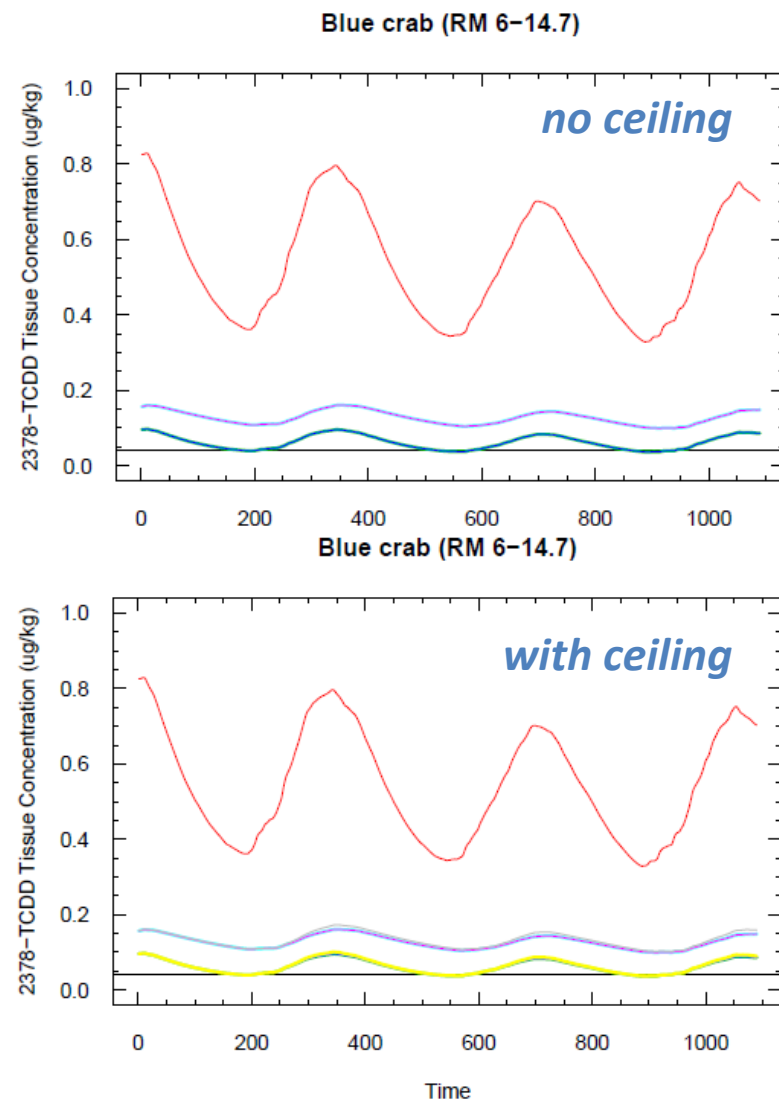 Blue crab (RM 6−14.7)
no ceiling
2378−TCDD Tissue Concentration (ug/kg)
1.0
0.8
0.6
0.4
0.2
0.0
0 200 400 600 800 1000
Blue crab (RM 6−14.7)
with ceiling
2378−TCDD Tissue Concentration (ug/kg)
1.0
0.8
0.6
0.4
0.2
0.0
0 200 400 600 800 1000
Time